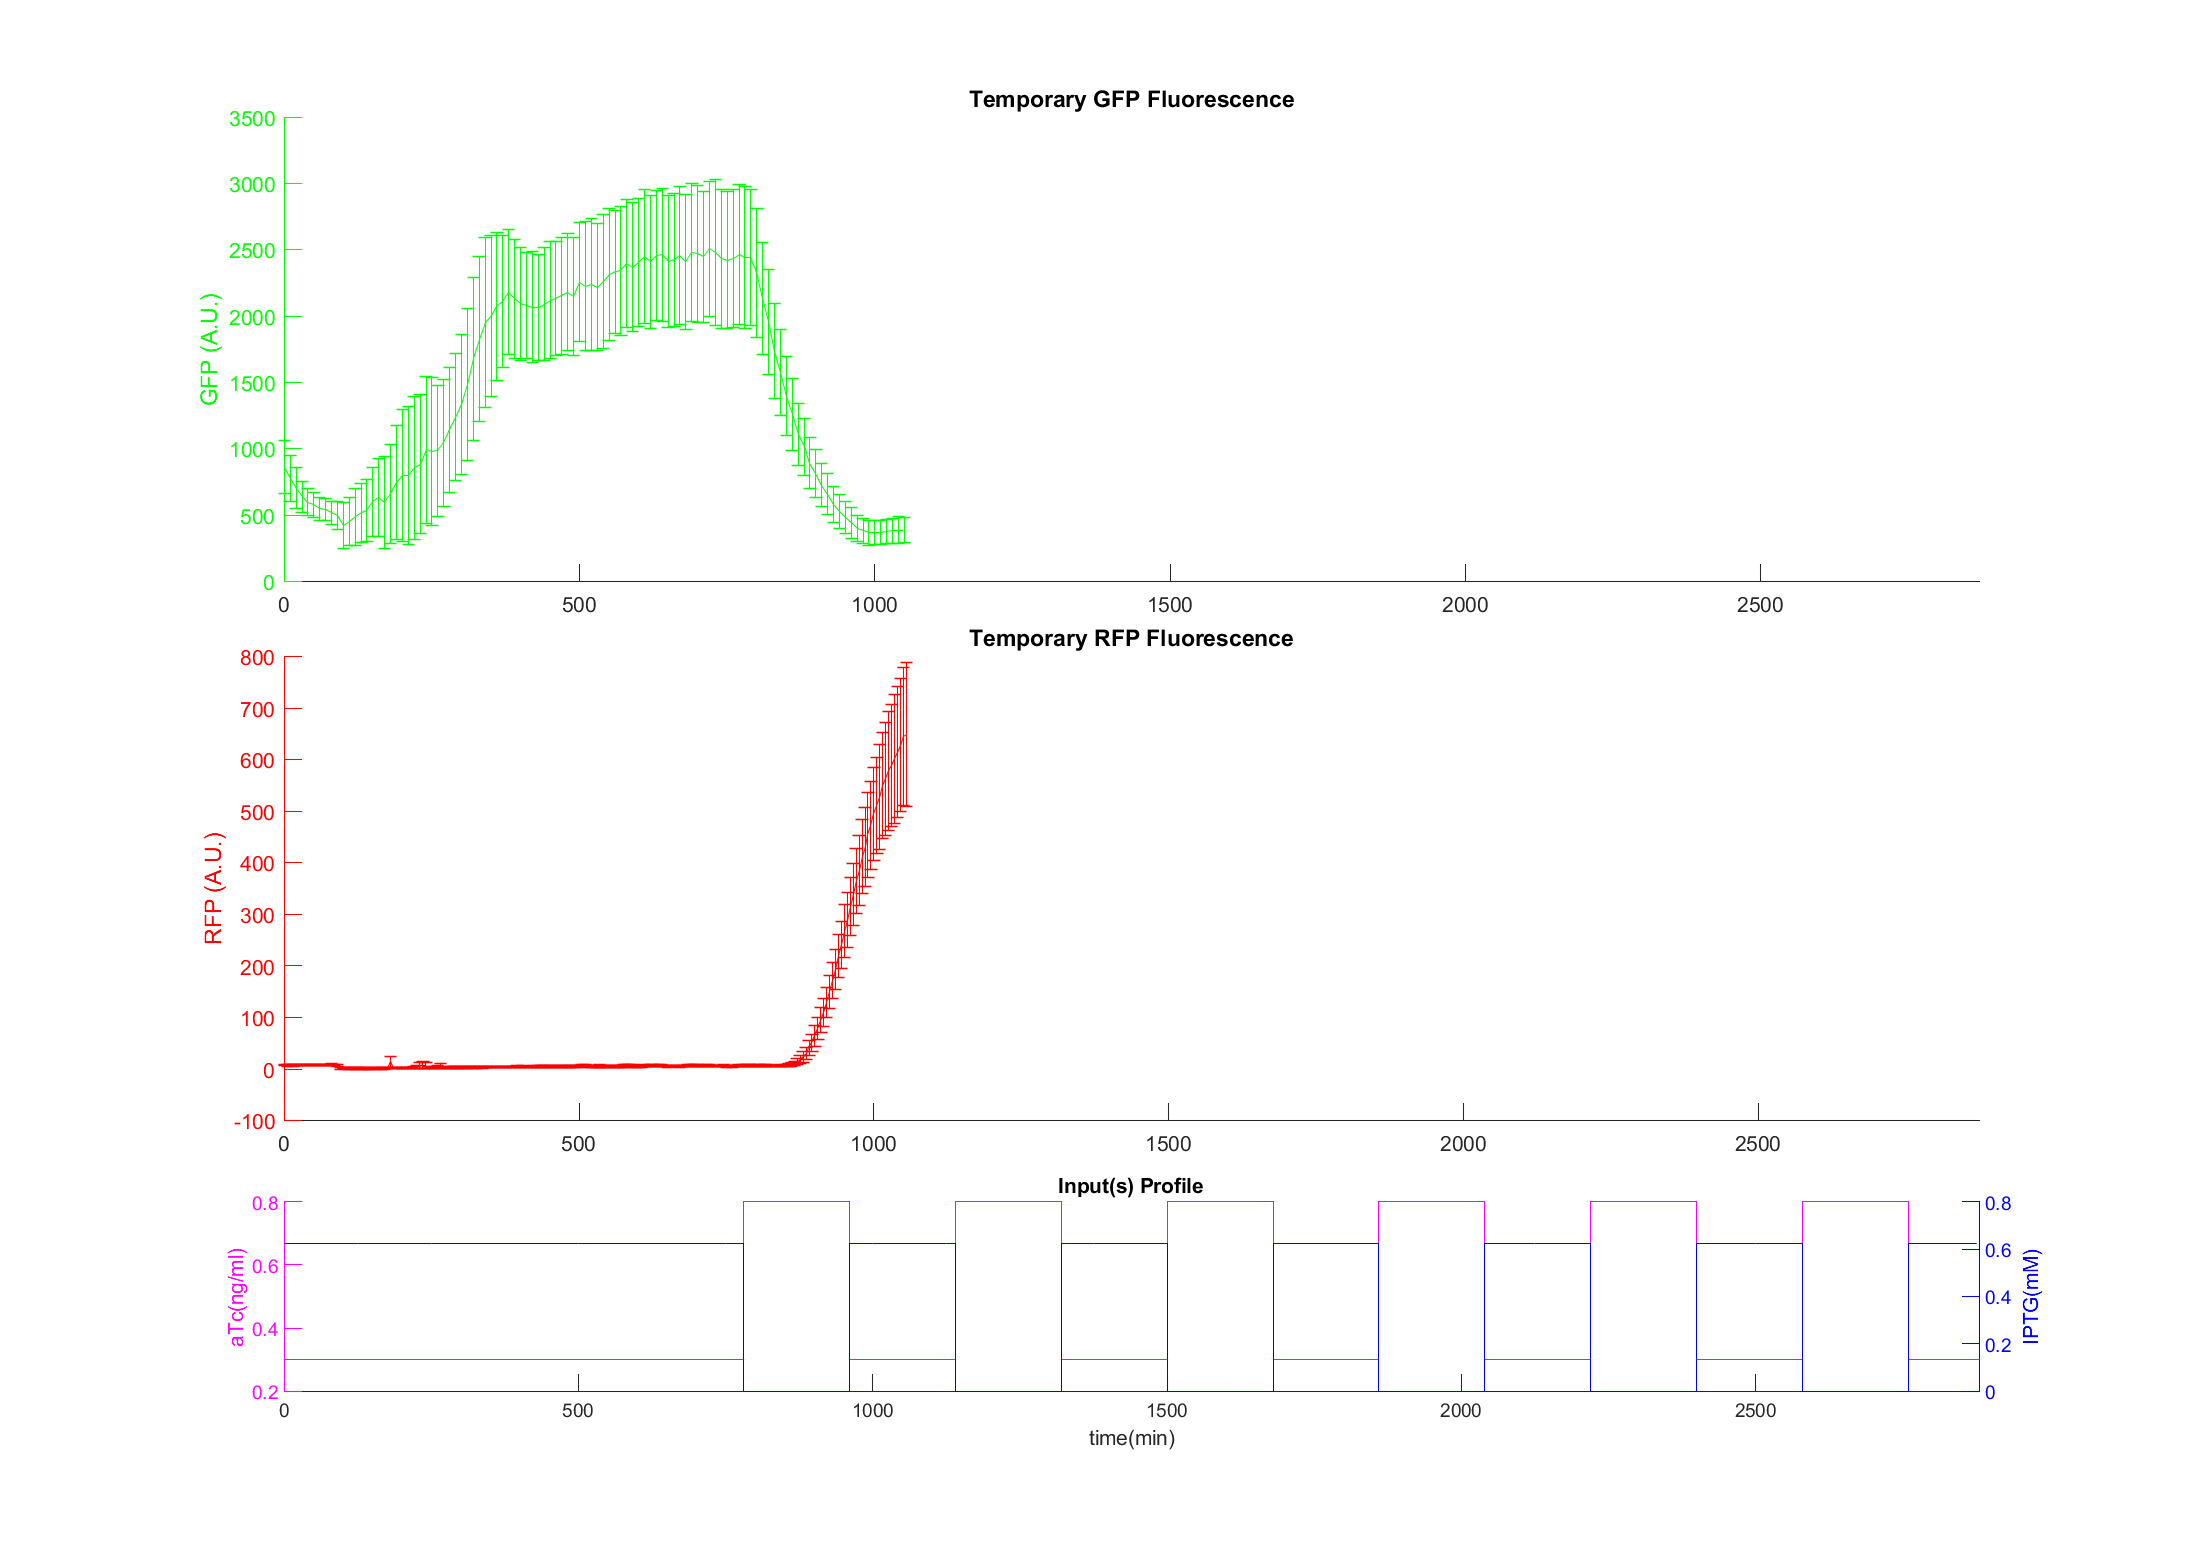 Temporary GFP Fluorescence
3500
3000
2500
2000
1500
1000
500
0
GFP (A.U.)
0 500 1000 1500 2000 2500
Temporary RFP Fluorescence
800
700
600
500
400
300
200
100
0
-100
RFP (A.U.)
0 500 1000 1500 2000 2500
Input(s) Profile
0.8
0.6
0.4
0.2
aTc(ng/ml)
0.8
0.6
0.4
0.2
0
IPTG(mM)
0 500 1000 1500 2000 2500
time(min)